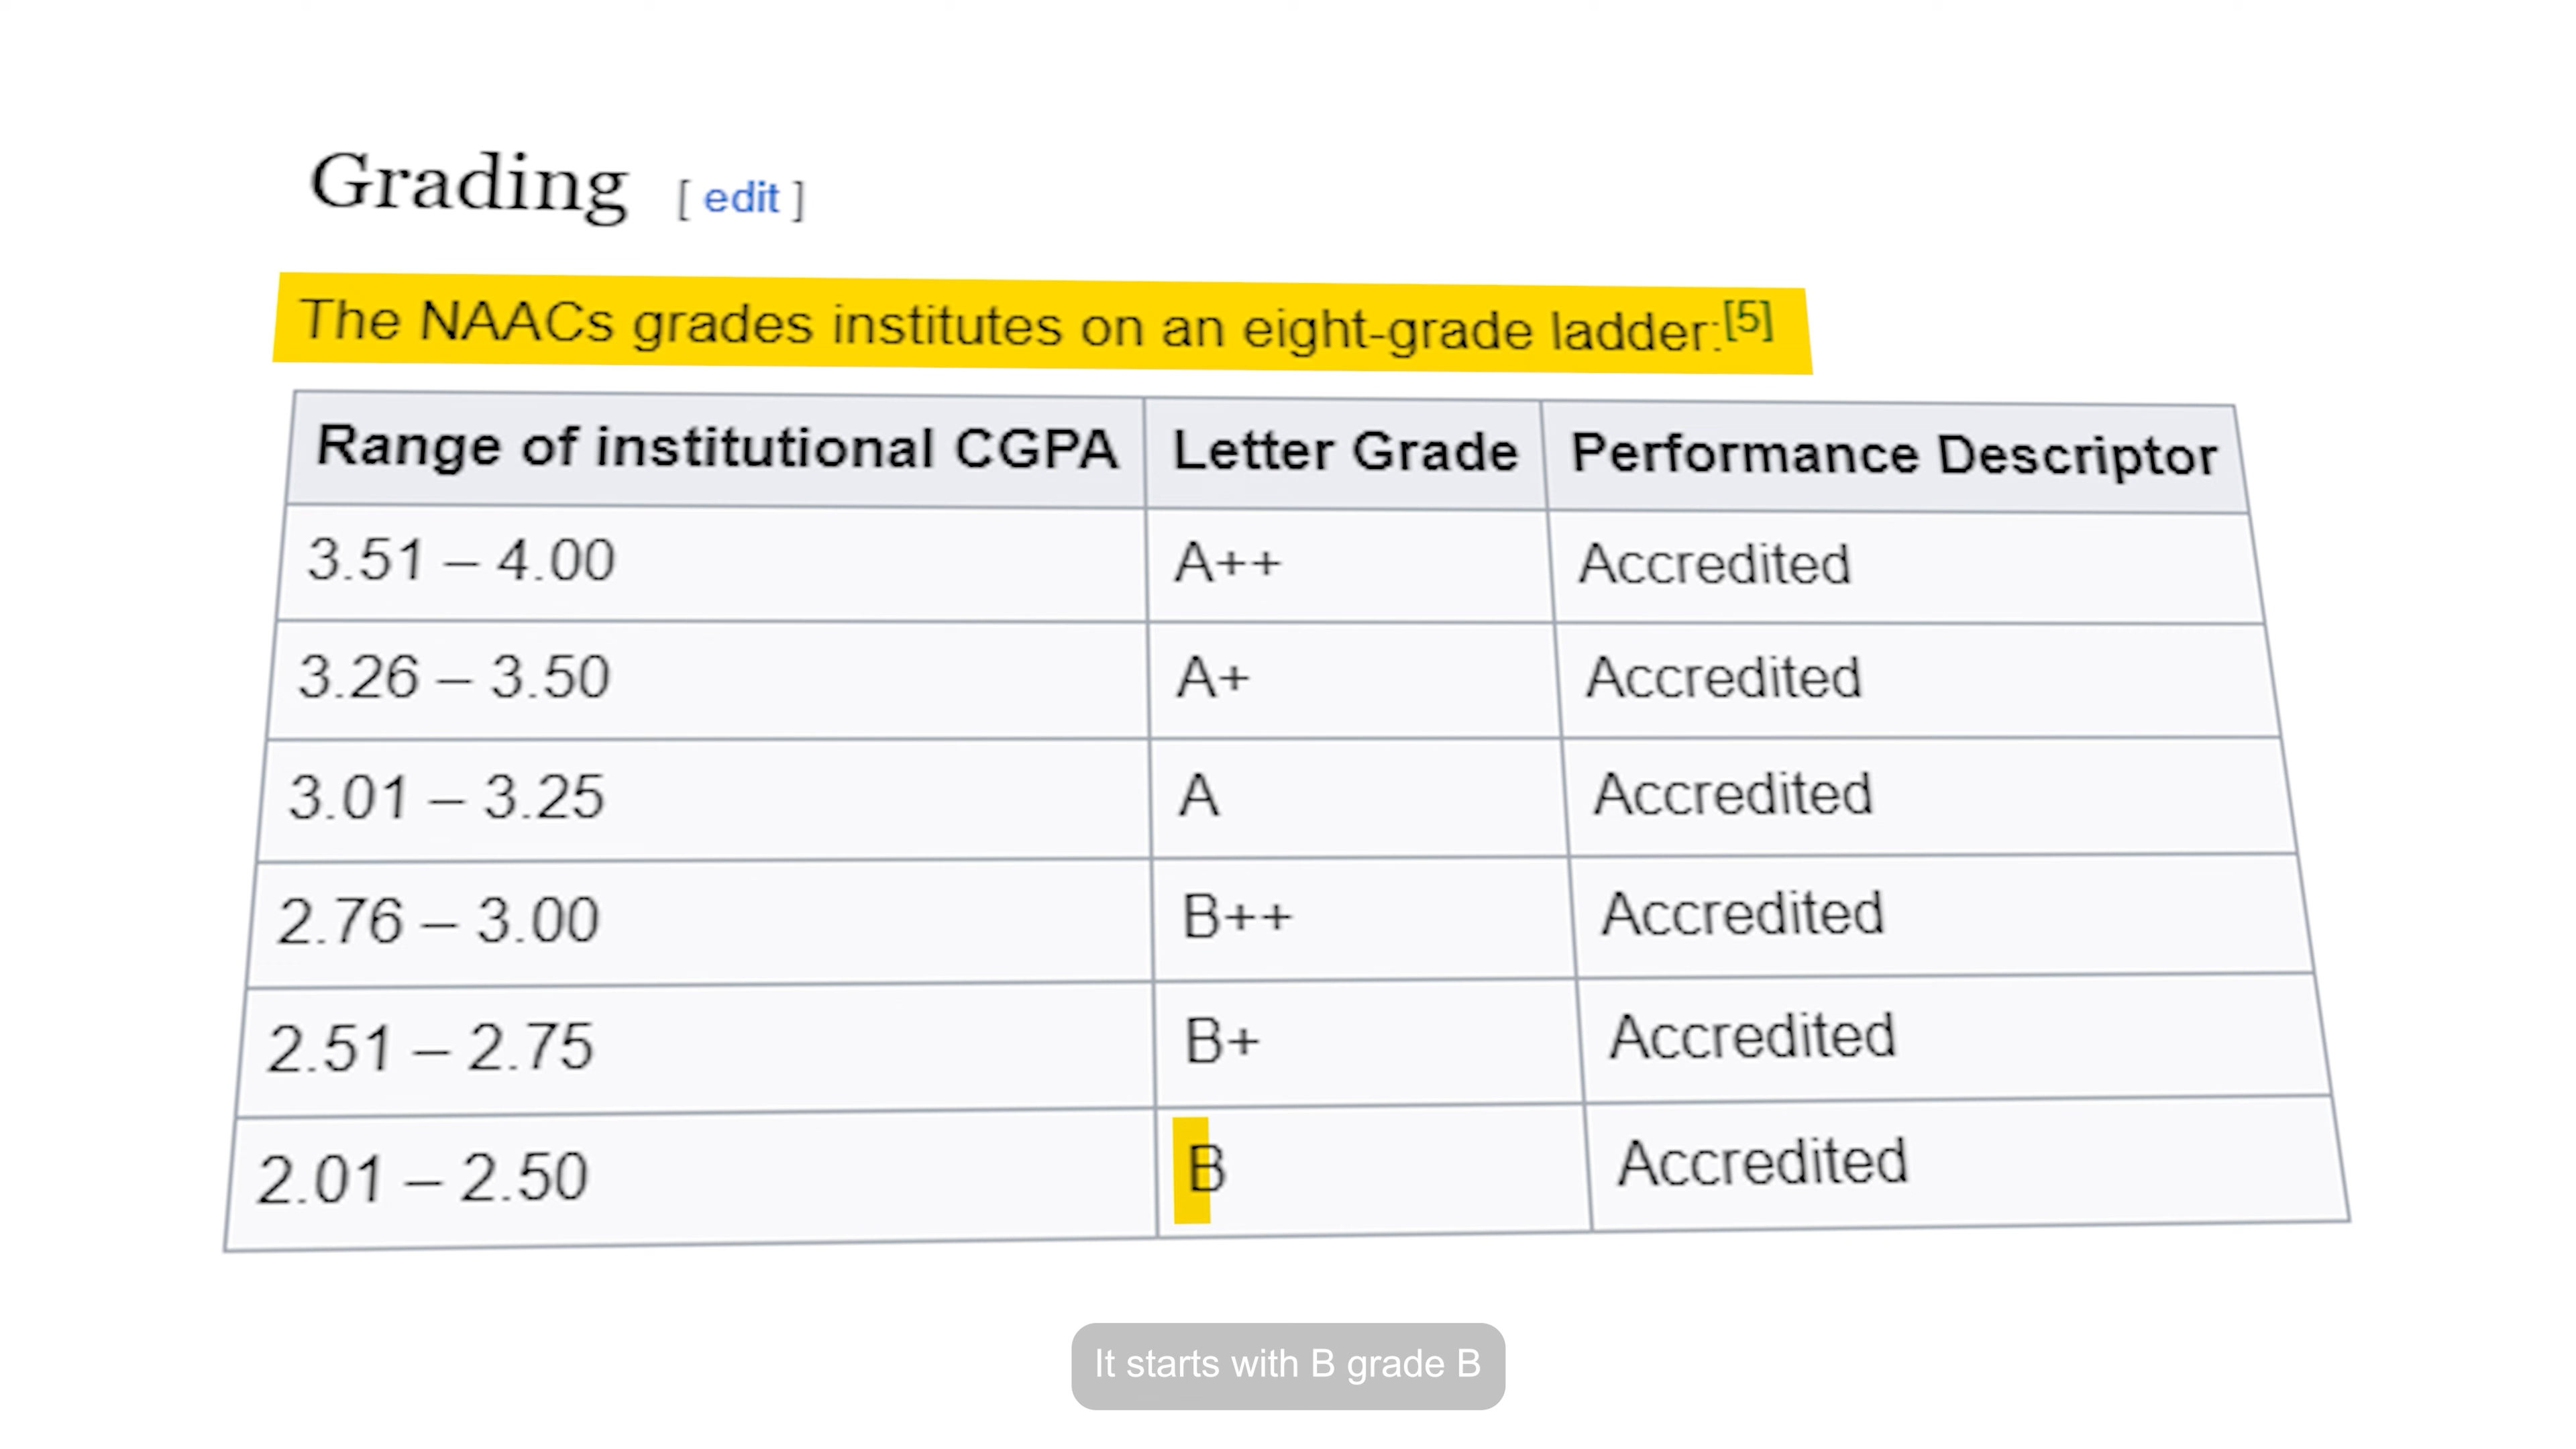 Grading [ edit ]
The NAACs grades institutes on an eight-grade ladder:[5]
Range of institutional CGPA Letter Grade Performance Descriptor
3.51 – 4.00 A++ Accredited
3.26 – 3.50 A+ Accredited
3.01 – 3.25 A Accredited
2.76 – 3.00 B++ Accredited
2.51 – 2.75 B+ Accredited
2.01 – 2.50 B Accredited
It starts with B grade B